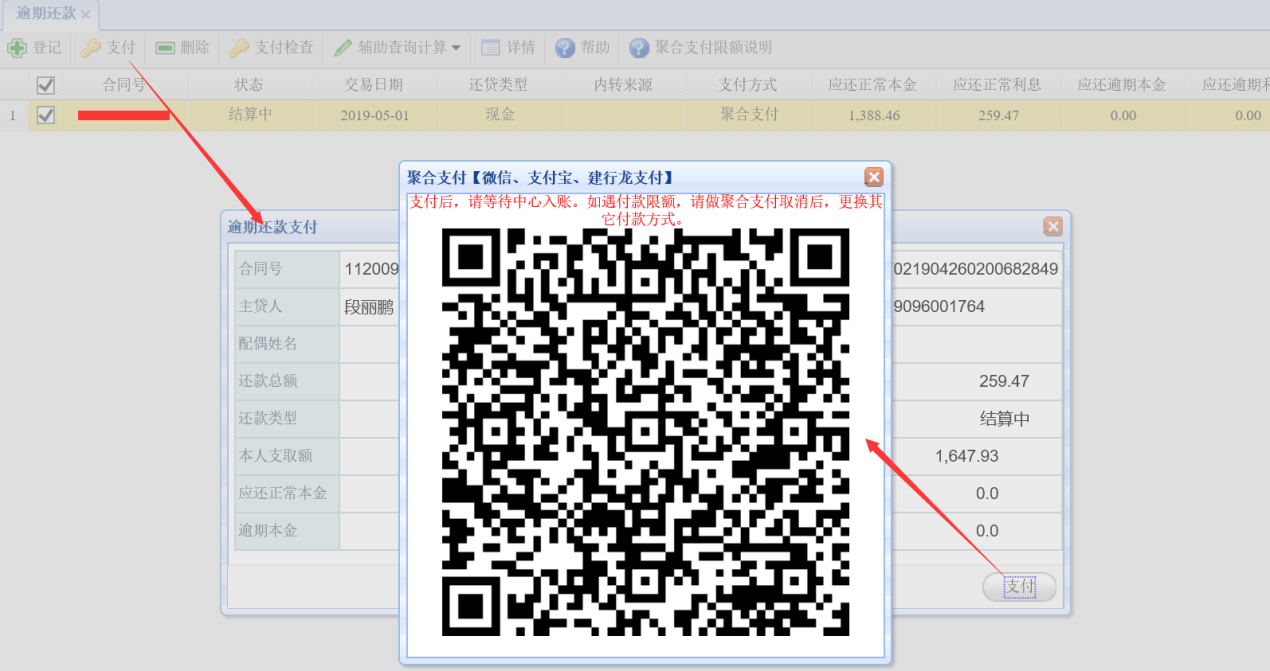 逾期还款
登记 支付 删除 支付检查 辅助查询计算 详情 帮助 聚合支付限额说明
合同号 状态 交易日期 还贷类型 内转来源 支付方式 应还正常本金 应还正常利息 应还逾期本金 应还逾期
1 结算中 2019-05-01 现金 聚合支付 1,388.46 259.47 0.00 0.00
聚合支付【微信、支付宝、建行龙支付】
支付后，请等待中心入账。如遇付款限额，请做聚合支付取消后，更换其
它付款方式。
逾期还款支付
合同号 112009 021904260200682849
主贷人 段丽鹏 9096001764
配偶姓名
还款总额 259.47
还款类型 结算中
本人支取额 1,647.93
应还正常本金 0.0
逾期本金 0.0
支付